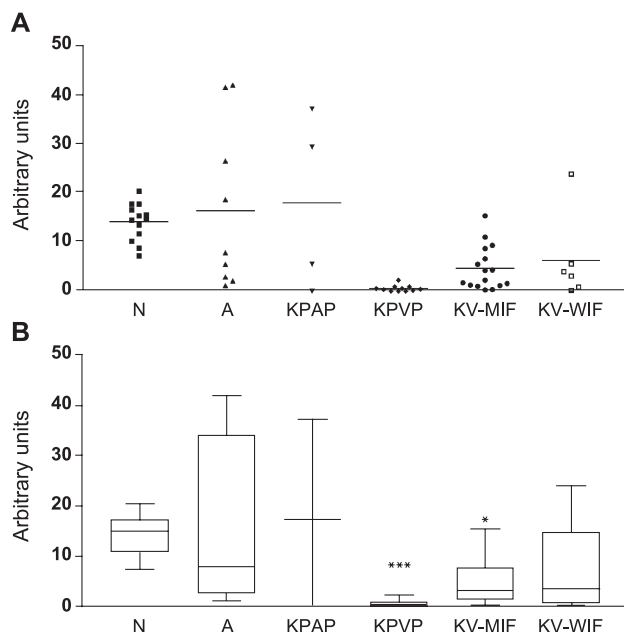 A
Arbitrary units
50
40
30
20
10
0
N A KPAP KPVP KV-MIF KV-WIF
B
Arbitrary units
50
40
30
20
10
0
*** *
N A KPAP KPVP KV-MIF KV-WIF